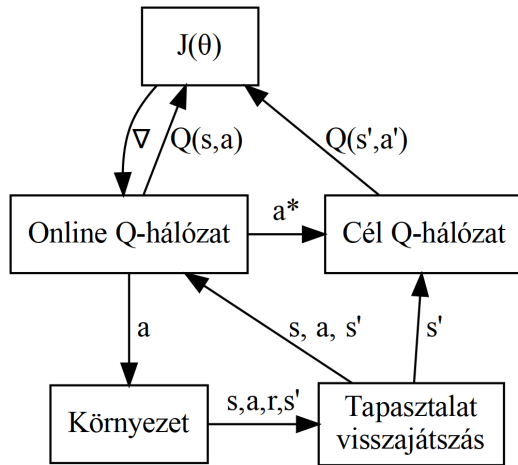 J(θ)
∇
Q(s,a)
Q(s',a')
Online Q-hálózat
a*
Cél Q-hálózat
a
s, a, s'
s'
Környezet
s,a,r,s'
Tapasztalat
visszajátszás